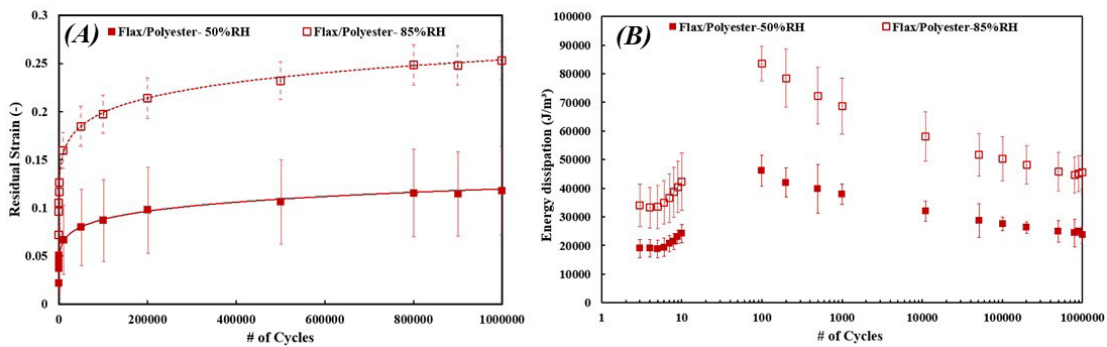 (A)
Flax/Polyester- 50%RH
Flax/Polyester- 85%RH
0.3
0.25
0.2
0.15
0.1
0.05
0
Residual Strain (-)
0 200000 400000 600000 800000 1000000
# of Cycles
Flax/Polyester-50%RH
Flax/Polyester-85%RH
(B)
100000
90000
80000
70000
60000
50000
40000
30000
20000
10000
0
Energy dissipation (J/m³)
1 10 100 1000 10000 100000 1000000
# of Cycles